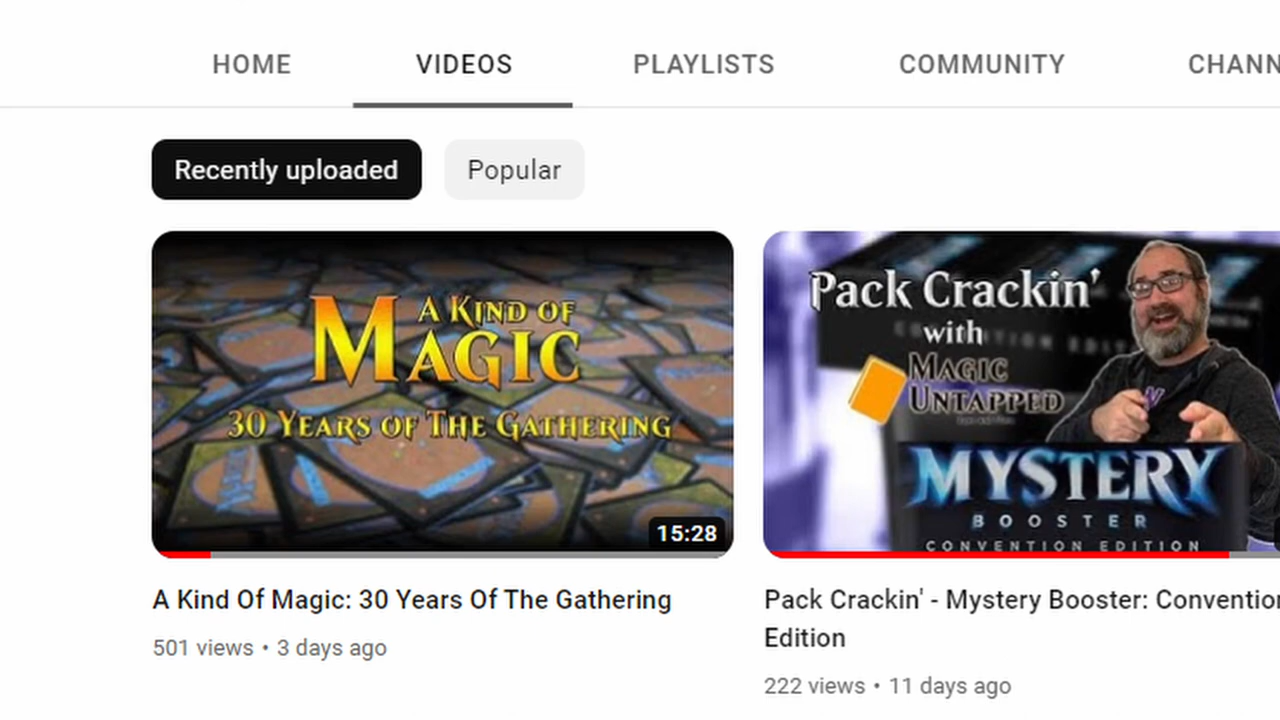 HOME VIDEOS PLAYLISTS COMMUNITY CHANN
Recently uploaded Popular
A KIND OF
MAGIC
30 YEARS OF THE GATHERING
15:28
Pack Crackin'
with
MAGIC
UNTAPPED
MYSTERY
BOOSTER
CONVENTION EDITION
A Kind Of Magic: 30 Years Of The Gathering
501 views • 3 days ago
Pack Crackin' - Mystery Booster: Convention
Edition
222 views • 11 days ago